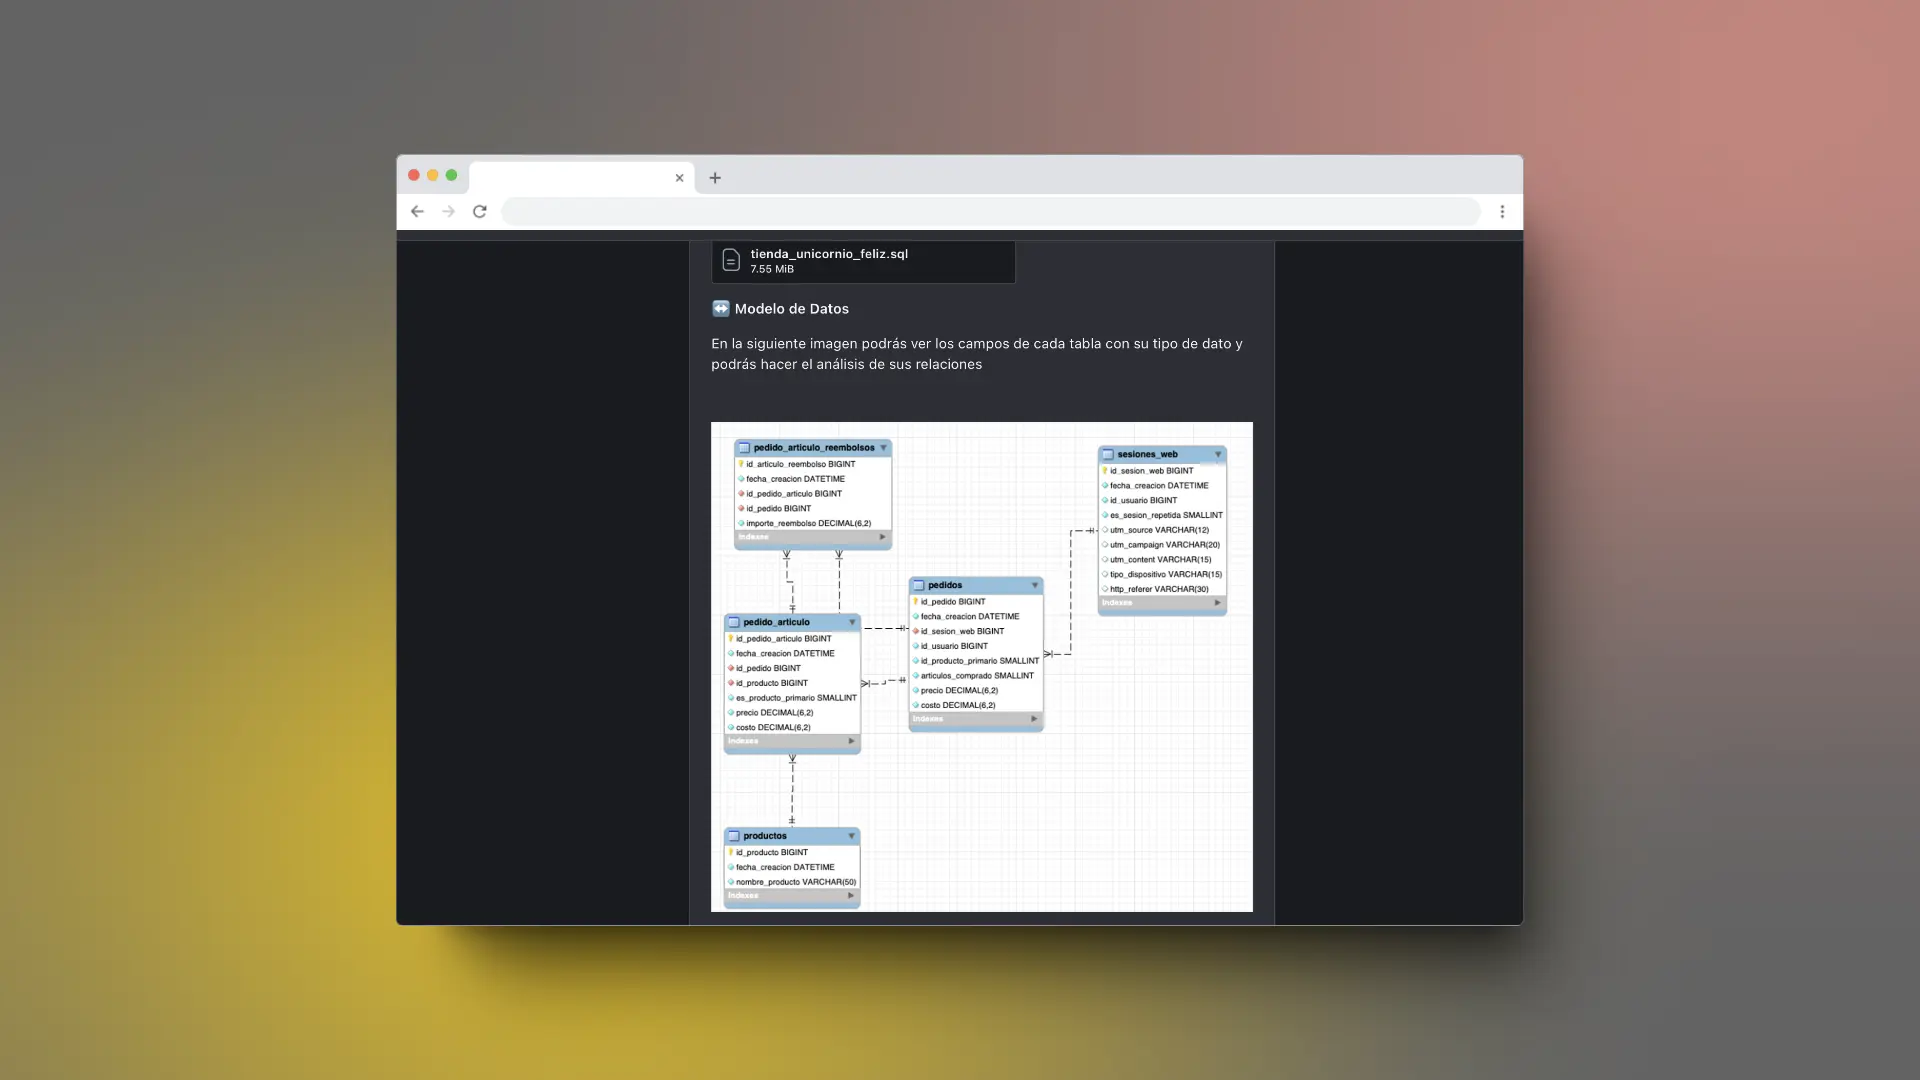 tienda_unicornio_feliz.sql
7.55 MiB
Modelo de Datos
En la siguiente imagen podrás ver los campos de cada tabla con su tipo de dato y
podrás hacer el análisis de sus relaciones
pedido_articulo_reembolsos
id_articulo_reembolso BIGINT
fecha_creacion DATETIME
id_pedido_articulo BIGINT
id_pedido BIGINT
importe_reembolso DECIMAL(6,2)
Indexes
sesiones_web
id_sesion_web BIGINT
fecha_creacion DATETIME
id_usuario BIGINT
es_sesion_repetida SMALLINT
utm_source VARCHAR(12)
utm_campaign VARCHAR(20)
utm_content VARCHAR(15)
tipo_dispositivo VARCHAR(15)
http_referer VARCHAR(30)
Indexes
pedidos
id_pedido BIGINT
fecha_creacion DATETIME
id_sesion_web BIGINT
id_usuario BIGINT
id_producto_primario SMALLINT
articulos_comprado SMALLINT
precio DECIMAL(6,2)
costo DECIMAL(6,2)
Indexes
pedido_articulo
id_pedido_articulo BIGINT
fecha_creacion DATETIME
id_pedido BIGINT
id_producto BIGINT
es_producto_primario SMALLINT
precio DECIMAL(6,2)
costo DECIMAL(6,2)
Indexes
productos
id_producto BIGINT
fecha_creacion DATETIME
nombre_producto VARCHAR(50)
Indexes